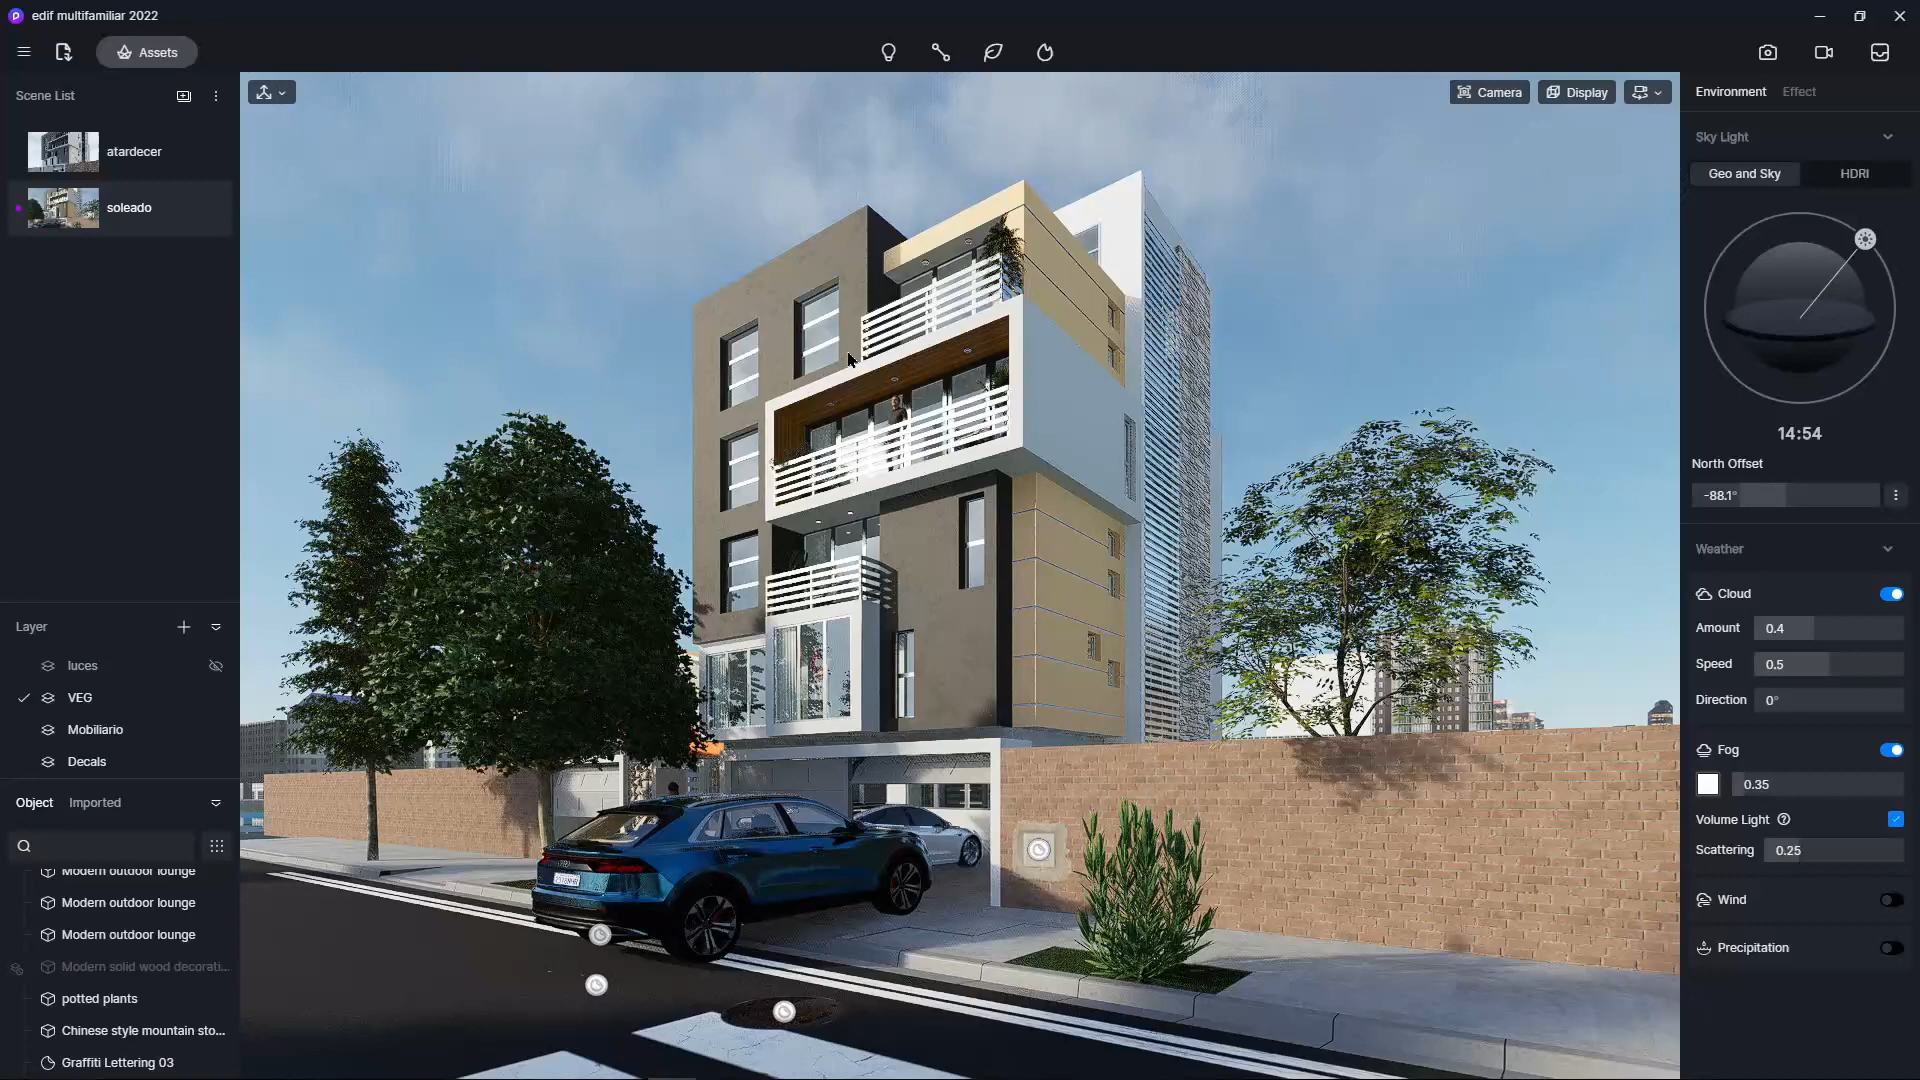 edif multifamiliar 2022
Assets
Scene List
atardecer
soleado
Layer
luces
VEG
Mobiliario
Decals
Object Imported
Modern outdoor lounge
Modern outdoor lounge
Modern outdoor lounge
Modern solid wood decorati...
potted plants
Chinese style mountain sto...
Graffiti Lettering 03
Camera Display
Environment Effect
Sky Light
Geo and Sky HDRI
14:54
North Offset
-88.1°
Weather
Cloud
Amount 0.4
Speed 0.5
Direction 0°
Fog
0.35
Volume Light
Scattering 0.25
Wind
Precipitation